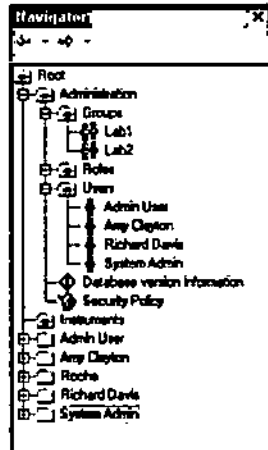 Navigator
Root
Administration
Groups
Lab1
Lab2
Roles
Users
Admin User
Amy Clayton
Richard Davis
System Admin
Database version Information
Security Policy
Instruments
Admin User
Amy Clayton
Roche
Richard Davis
System Admin